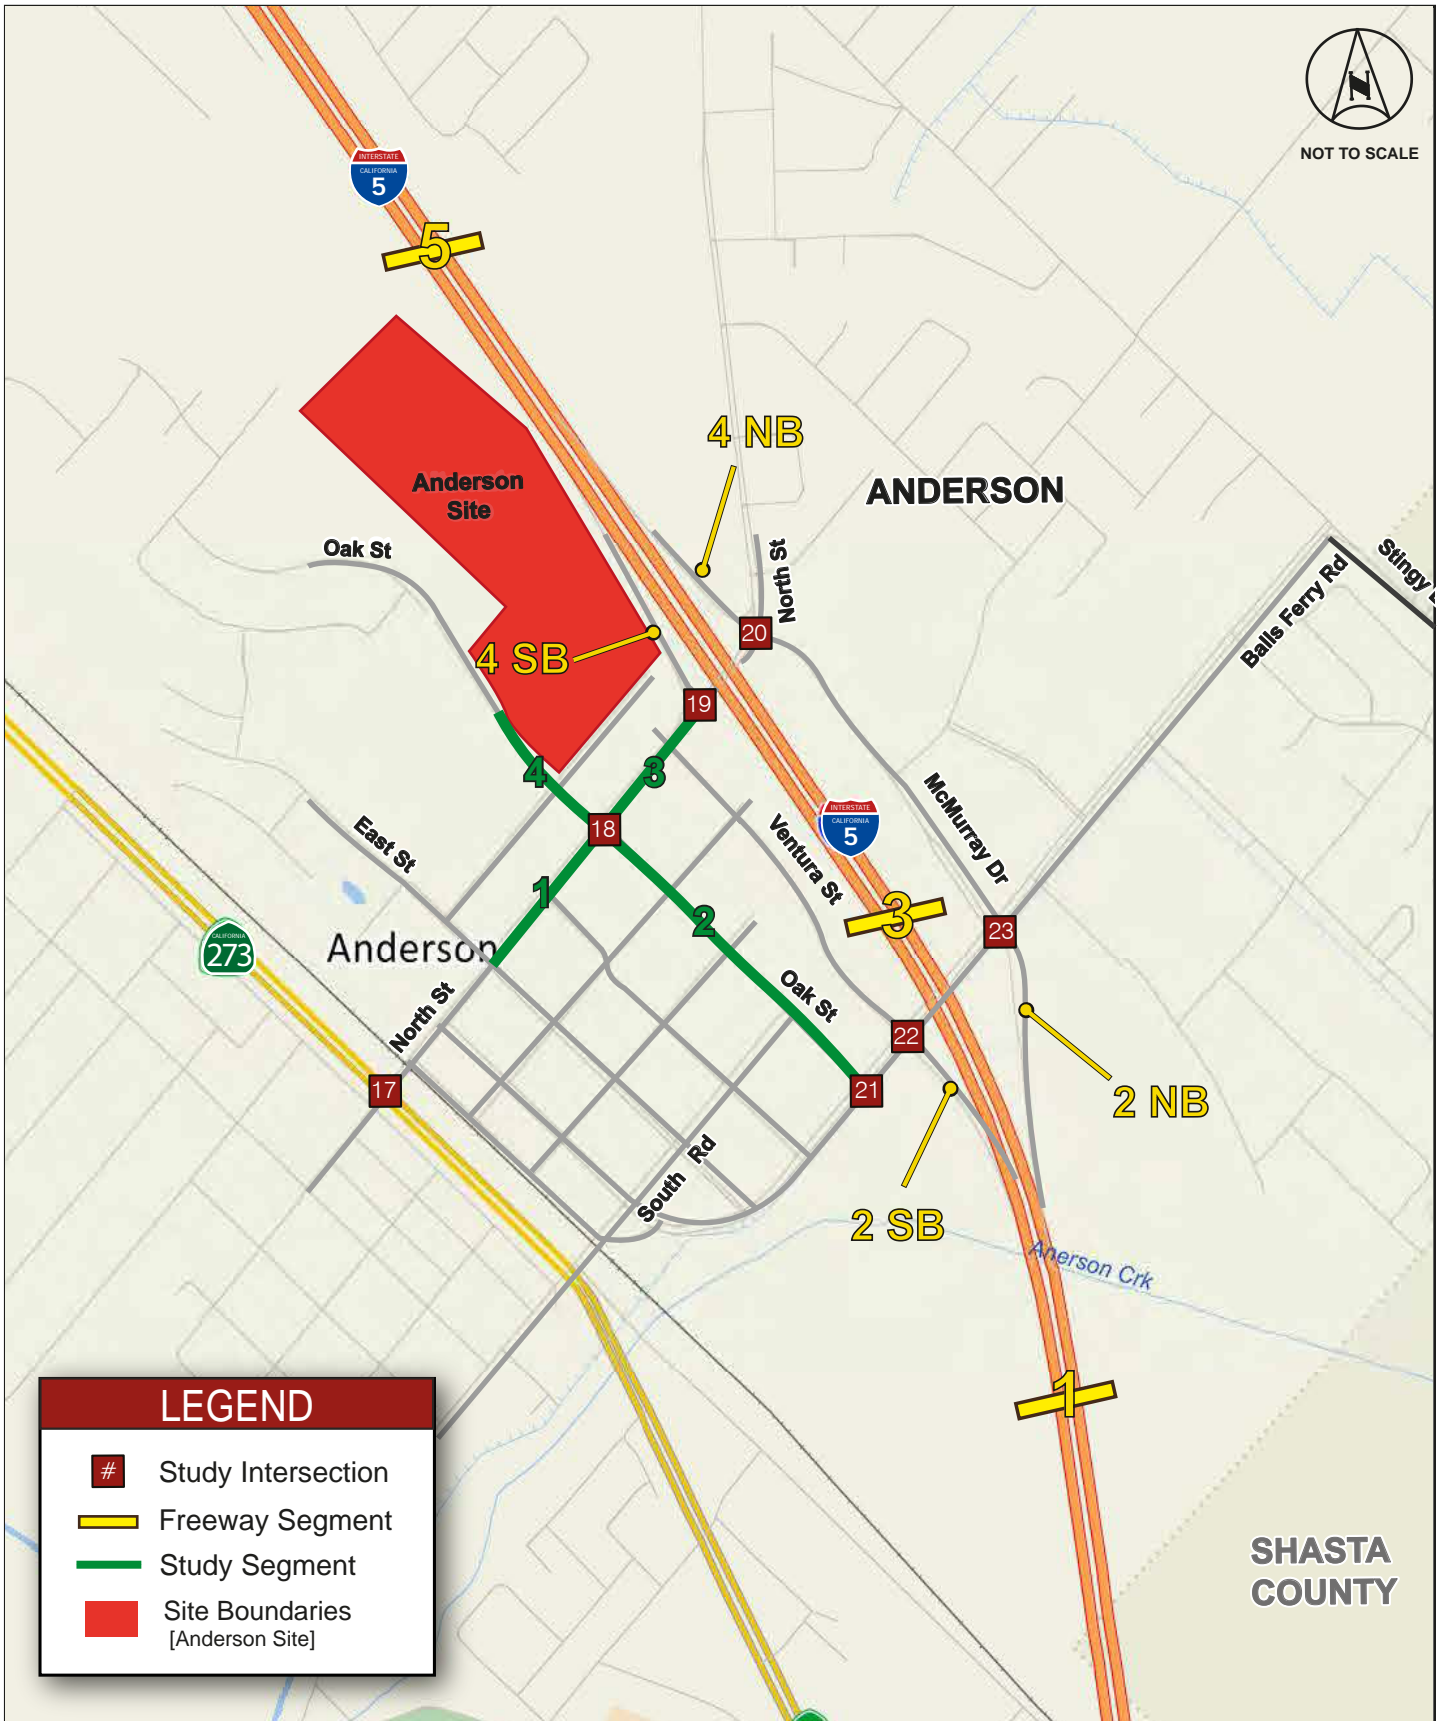 N
NOT TO SCALE
INTERSTATE
CALIFORNIA
5
5
4 NB
ANDERSON
Anderson
Site
Oak St
North St
Stingy
Balls Ferry Rd
20
4 SB
19
4
3
18
INTERSTATE
CALIFORNIA
5
McMurray Dr
Ventura St
East St
1
2
3
23
CALIFORNIA
273
Anderson
North St
Oak St
22
17
21
2 NB
South Rd
2 SB
Anerson Crk
1
LEGEND
# Study Intersection
Freeway Segment
Study Segment
Site Boundaries
[Anderson Site]
SHASTA
COUNTY